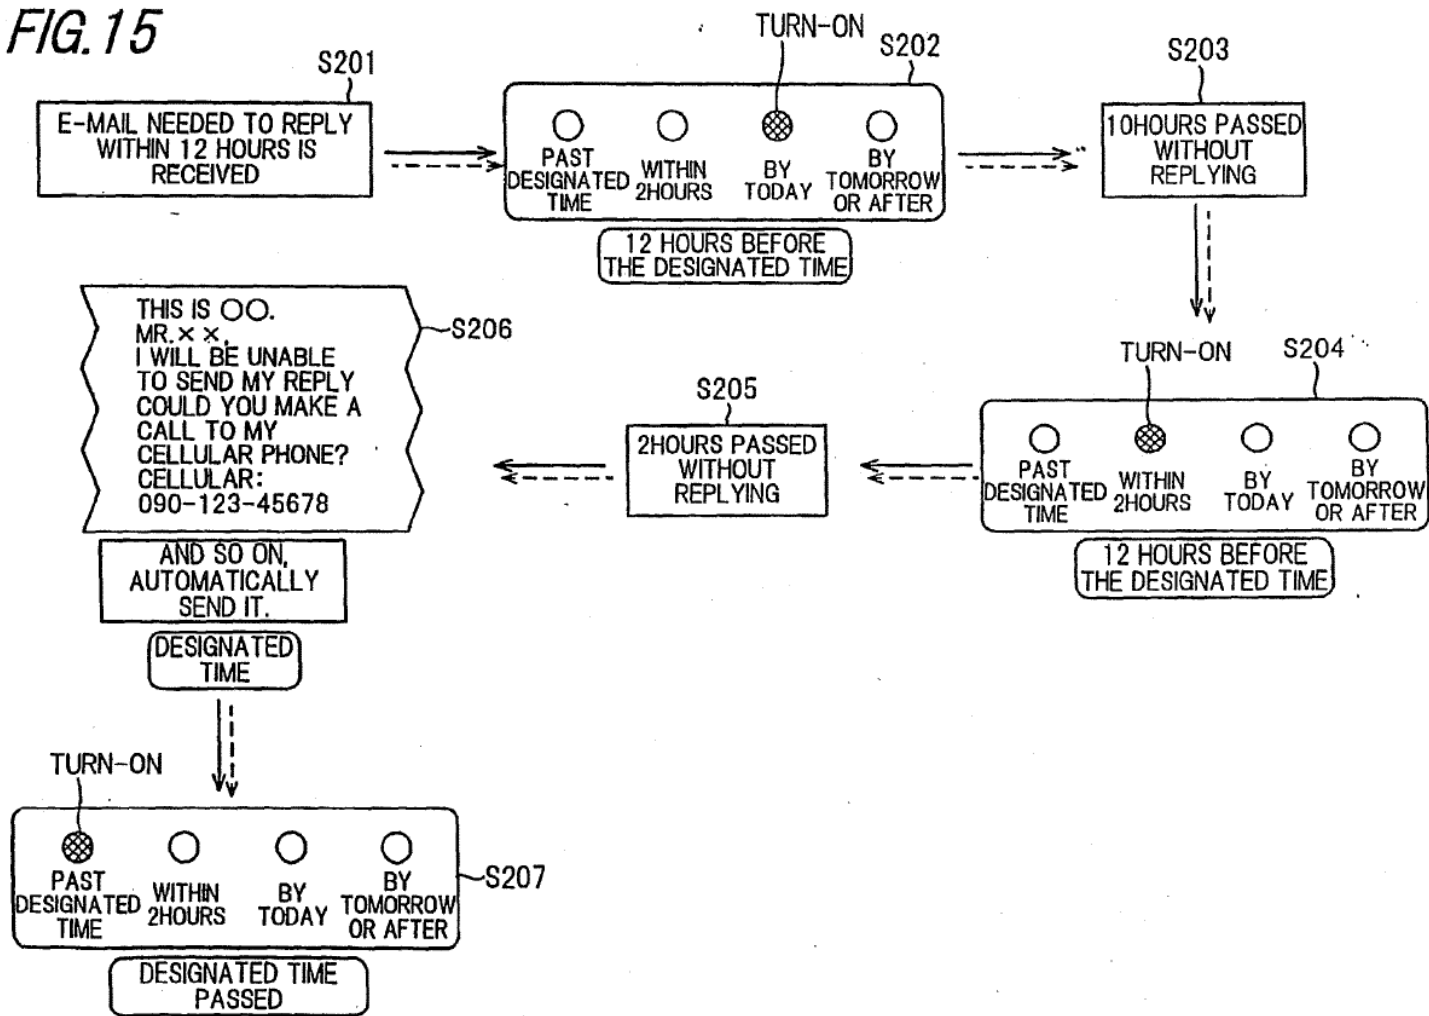 FIG.15
S201
E-MAIL NEEDED TO REPLY
WITHIN 12 HOURS IS
RECEIVED
TURN-ON
S202
PAST
DESIGNATED
TIME
WITHIN
2HOURS
BY
TODAY
BY
TOMORROW
OR AFTER
12 HOURS BEFORE
THE DESIGNATED TIME
S203
10HOURS PASSED
WITHOUT
REPLYING
TURN-ON
S204
PAST
DESIGNATED
TIME
WITHIN
2HOURS
BY
TODAY
BY
TOMORROW
OR AFTER
12 HOURS BEFORE
THE DESIGNATED TIME
S205
2HOURS PASSED
WITHOUT
REPLYING
S206
THIS IS ○○.
MR.××,
I WILL BE UNABLE
TO SEND MY REPLY
COULD YOU MAKE A
CALL TO MY
CELLULAR PHONE?
CELLULAR:
090-123-45678
AND SO ON,
AUTOMATICALLY
SEND IT.
DESIGNATED
TIME
TURN-ON
S207
PAST
DESIGNATED
TIME
WITHIN
2HOURS
BY
TODAY
BY
TOMORROW
OR AFTER
DESIGNATED TIME
PASSED